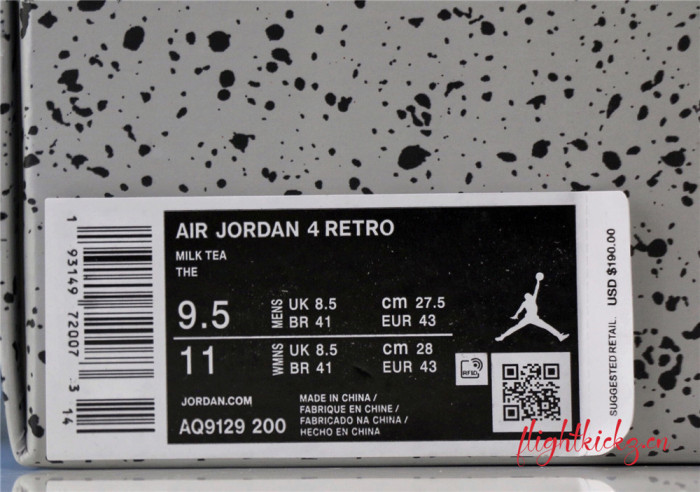 AIR JORDAN 4 RETRO
MILK TEA
THE
9.5 MENS UK 8.5 cm 27.5
BR 41 EUR 43
11 WMNS UK 8.5 cm 28
BR 41 EUR 43
RFID
JORDAN.COM
AQ9129 200
MADE IN CHINA /
FABRIQUE EN CHINE /
FABRICADO NA CHINA /
HECHO EN CHINA
1 93149 72007 3 14
SUGGESTED RETAIL USD $190.00
flightkickz.cn